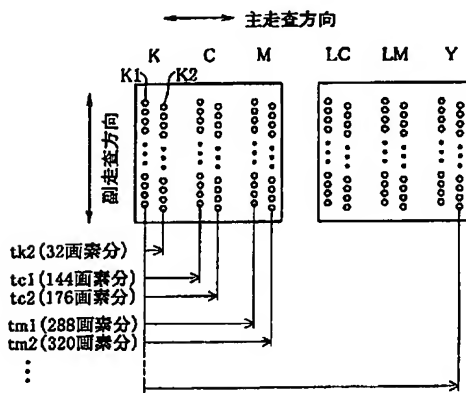 主走査方向
K C M LC LM Y
K1 K2
副走査方向
tk2(32画素分)
tc1(144画素分)
tc2(176画素分)
tm1(288画素分)
tm2(320画素分)